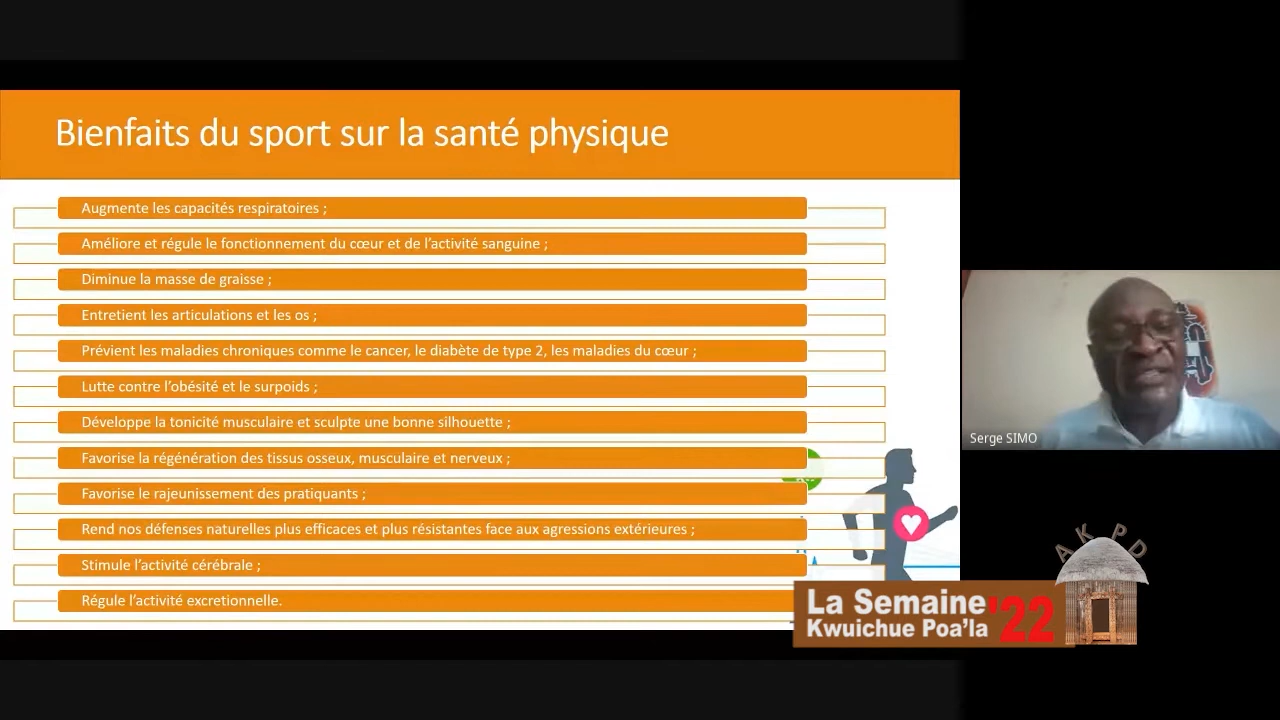 Bienfaits du sport sur la santé physique
Augmente les capacités respiratoires ;
Améliore et régule le fonctionnement du cœur et de l'activité sanguine ;
Diminue la masse de graisse ;
Entretient les articulations et les os ;
Prévient les maladies chroniques comme le cancer, le diabète de type 2, les maladies du cœur ;
Lutte contre l'obésité et le surpoids ;
Développe la tonicité musculaire et sculpte une bonne silhouette ;
Favorise la régénération des tissus osseux, musculaire et nerveux ;
Favorise le rajeunissement des pratiquants ;
Rend nos défenses naturelles plus efficaces et plus résistantes face aux agressions extérieures ;
Stimule l'activité cérébrale ;
Régule l'activité excretionnelle.
Serge SIMO
AKPD
La Semaine '22
Kwuichue Poa'la